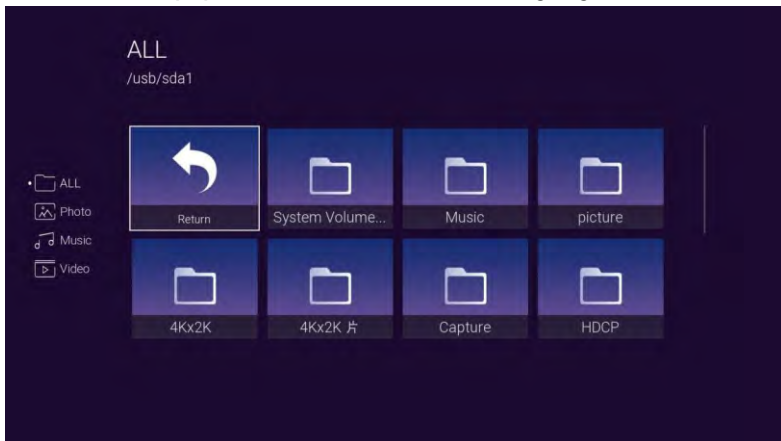 ALL
/usb/sda1
ALL
Photo
Music
Video
Return
System Volume...
Music
picture
4Kx2K
4Kx2K 片
Capture
HDCP